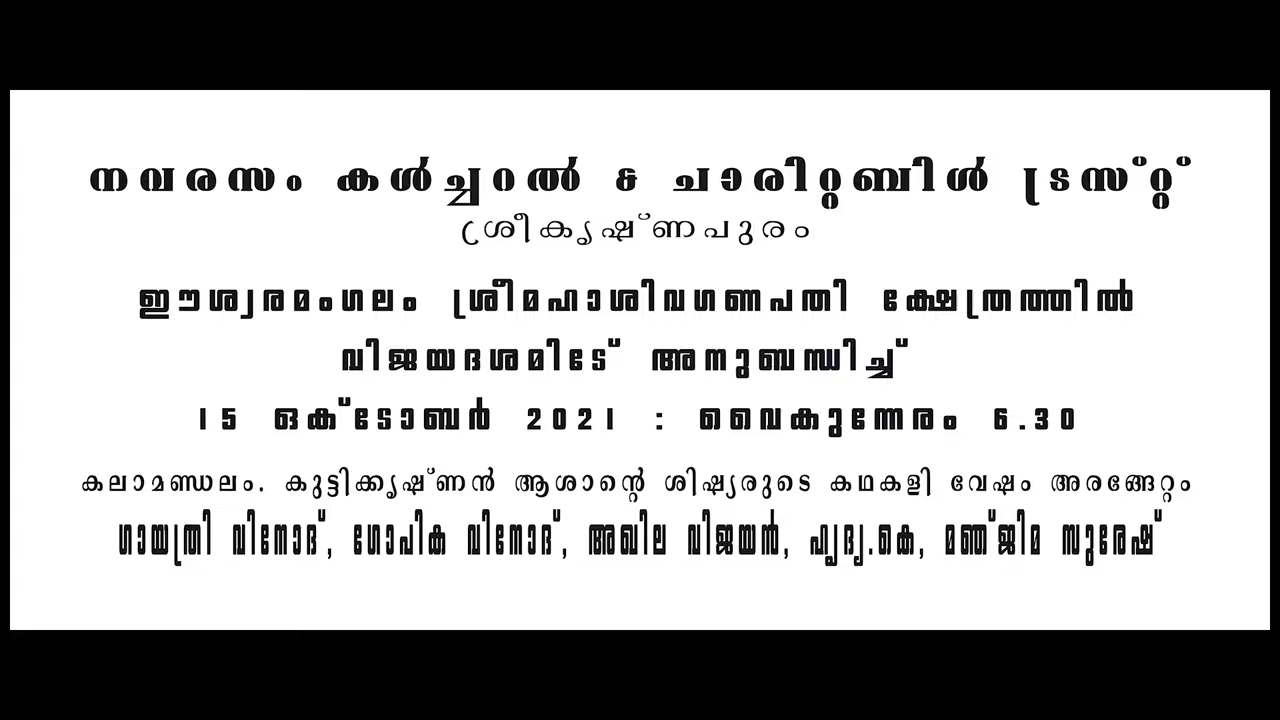 നവരസം കൾച്ചറൽ & ചാരീറ്റബിൾ ട്രസ്റ്റ്
ശ്രീകൃഷ്ണപുരം
ഈശ്വരമംഗലം ശ്രീമഹാശിവഗണപതി ക്ഷേത്രത്തിൽ
വിജയദശമിടേ് അനുബന്ധിച്ച്
15 ഒക്ടോബർ 2021 : വൈകുന്നേരം 6.30
കലാമണ്ഡലം. കുട്ടിക്കൃഷ്ണൻ ആശാന്റെ ശിഷ്യരുടെ കഥകളി വേഷം അരങ്ങേറ്റം
ഗായത്രി വിനോദ്, ഗോപിക വിനോദ്, അഖില വിജയൻ, ഹൃദ്യ.കെ, മഞ്ജിമ സുരേഷ്